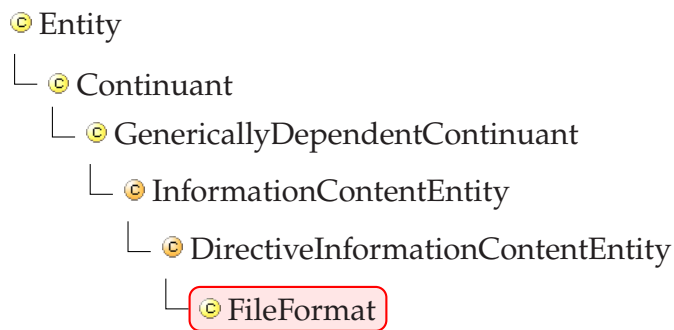 © Entity
© Continuant
© GenericallyDependentContinuant
© InformationContentEntity
© DirectiveInformationContentEntity
© FileFormat